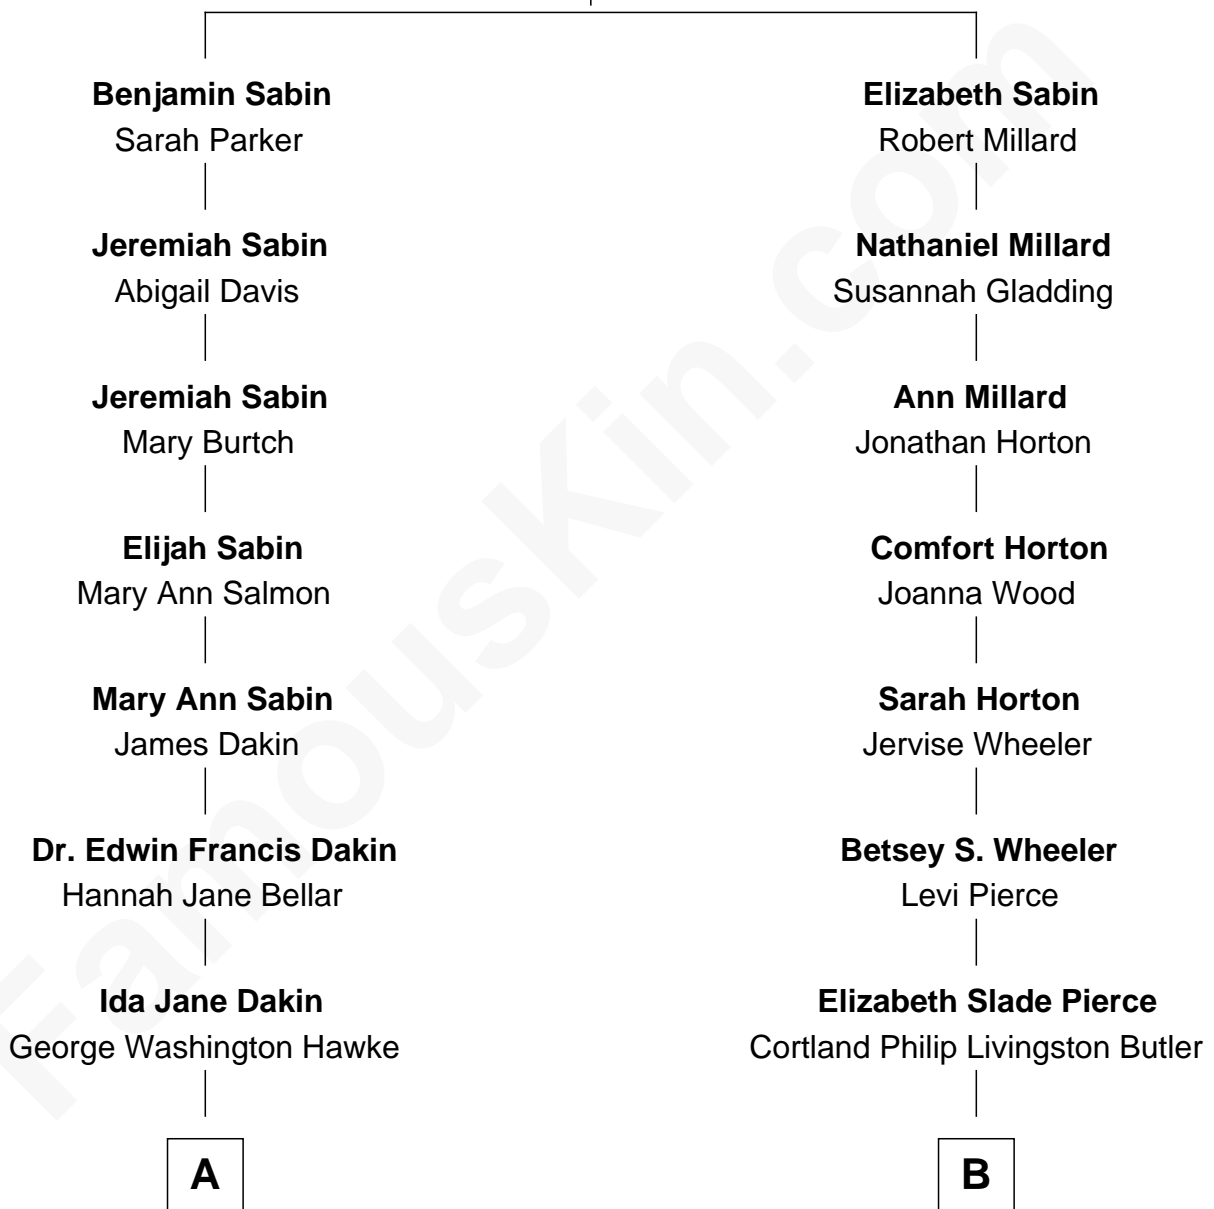 Benjamin Sabin
Sarah Parker
Jeremiah Sabin
Abigail Davis
Jeremiah Sabin
Mary Burtch
Elijah Sabin
Mary Ann Salmon
Mary Ann Sabin
James Dakin
Dr. Edwin Francis Dakin
Hannah Jane Bellar
Ida Jane Dakin
George Washington Hawke
A
Elizabeth Sabin
Robert Millard
Nathaniel Millard
Susannah Gladding
Ann Millard
Jonathan Horton
Comfort Horton
Joanna Wood
Sarah Horton
Jervise Wheeler
Betsey S. Wheeler
Levi Pierce
Elizabeth Slade Pierce
Cortland Philip Livingston Butler
B
FamousKin.com